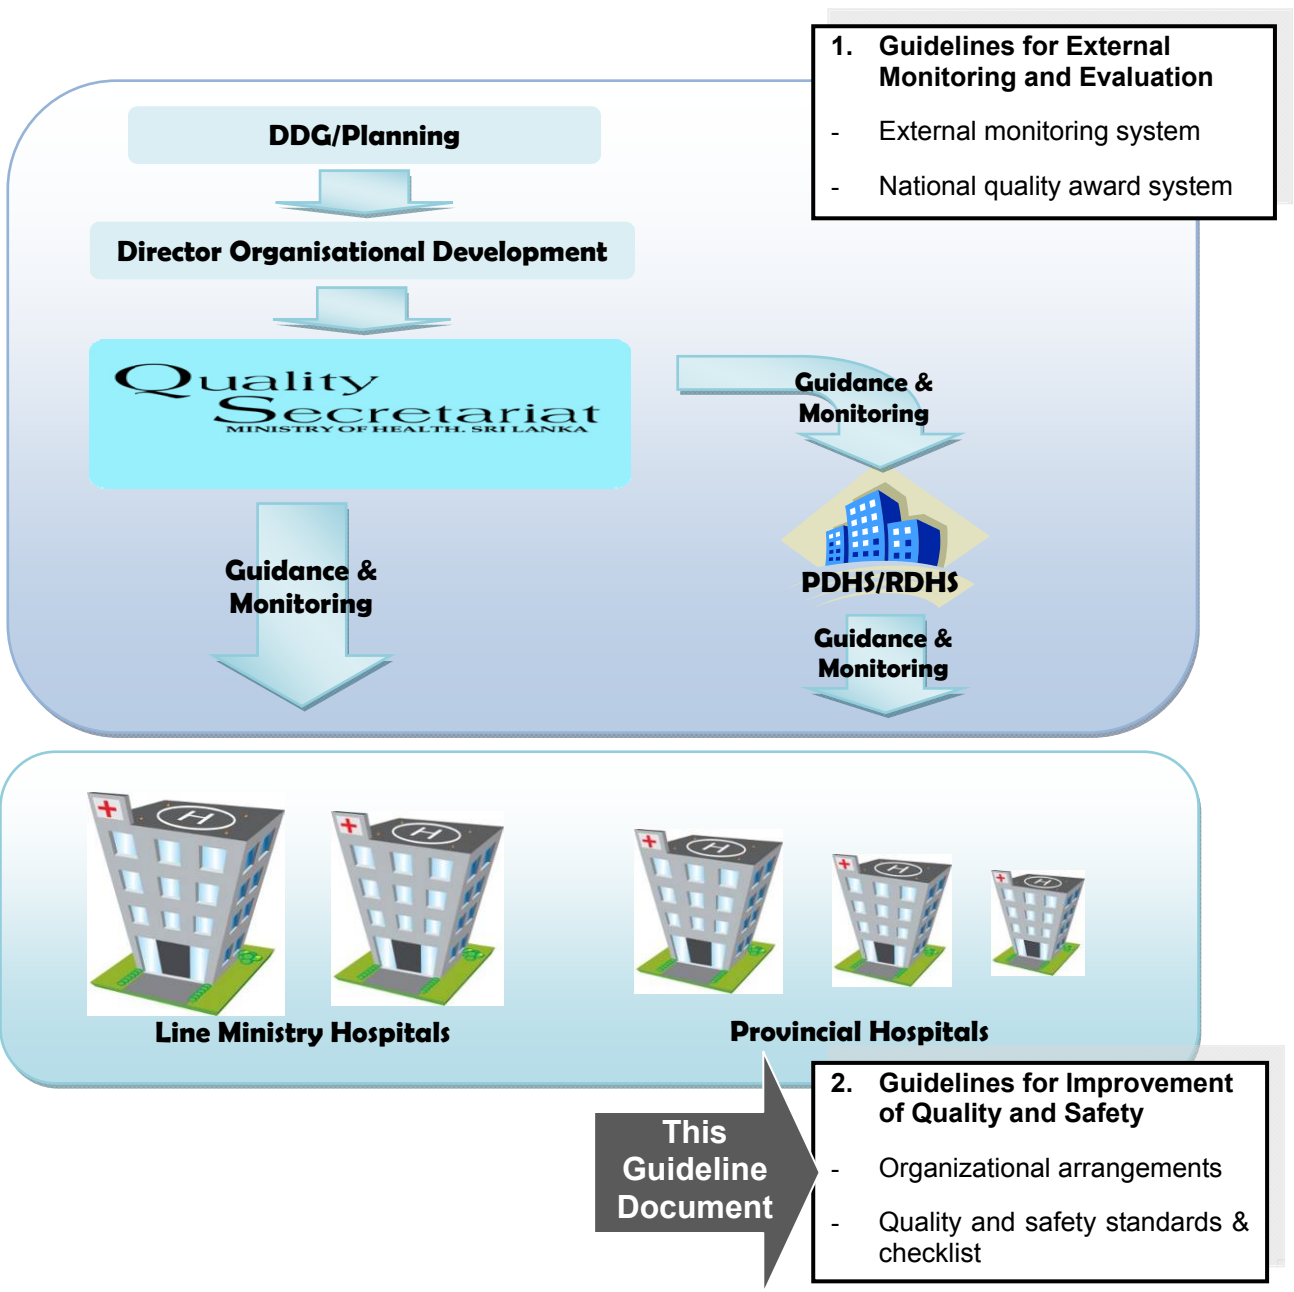 1. Guidelines for External
Monitoring and Evaluation
- External monitoring system
- National quality award system
DDG/Planning
Director Organisational Development
Quality
Secretariat
MINISTRY OF HEALTH. SRI LANKA
Guidance &
Monitoring
PDHS/RDHS
Guidance &
Monitoring
Guidance &
Monitoring
H
H
H
H
H
Line Ministry Hospitals
Provincial Hospitals
This
Guideline
Document
2. Guidelines for Improvement
of Quality and Safety
- Organizational arrangements
- Quality and safety standards &
checklist